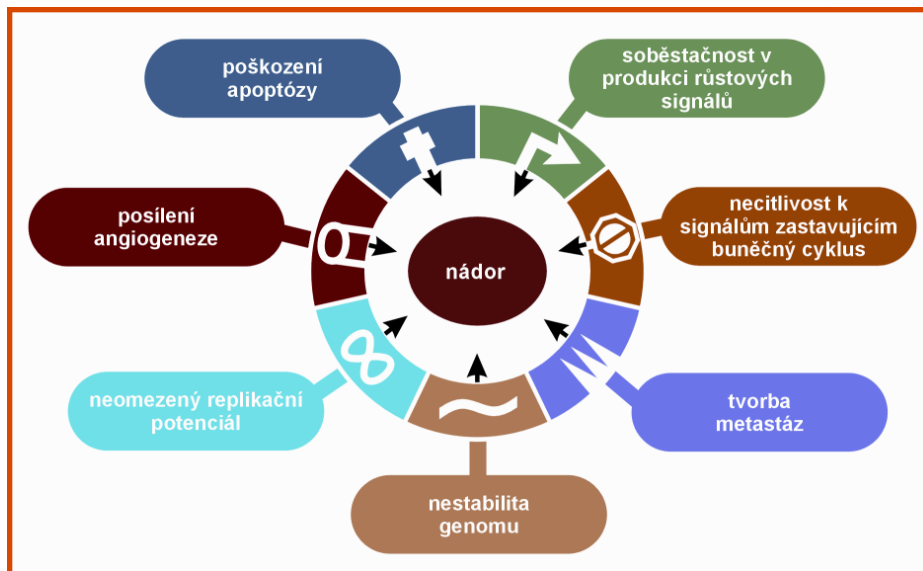 poškození
apoptózy
soběstačnost v
produkci růstových
signálů
posílení
angiogeneze
necitlivost k
signálům zastavujícím
buněčný cyklus
nádor
neomezený replikační
potenciál
tvorba
metastáz
nestabilita
genomu